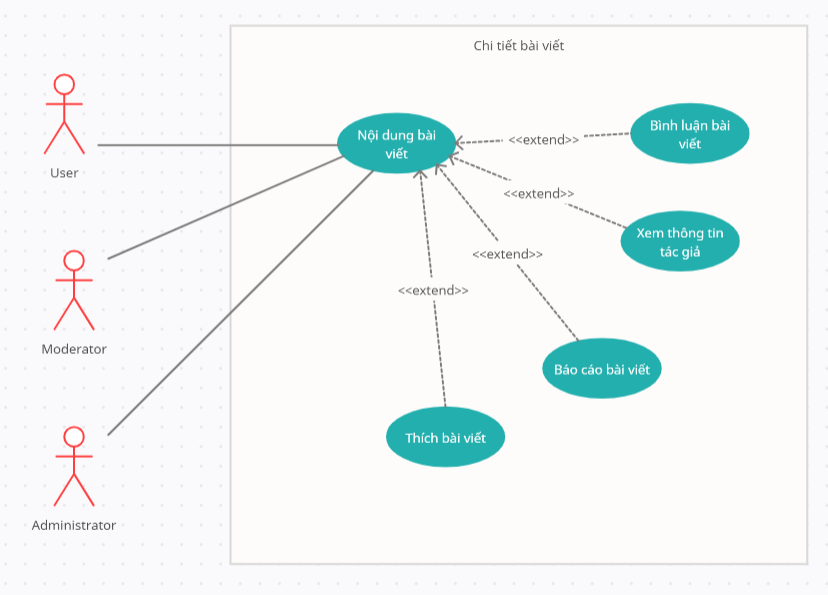 Chi tiết bài viết
User
Nội dung bài
viết
<<extend>>
Bình luận bài
viết
<<extend>>
Xem thông tin
tác giả
<<extend>>
<<extend>>
Moderator
Báo cáo bài viết
Thích bài viết
Administrator